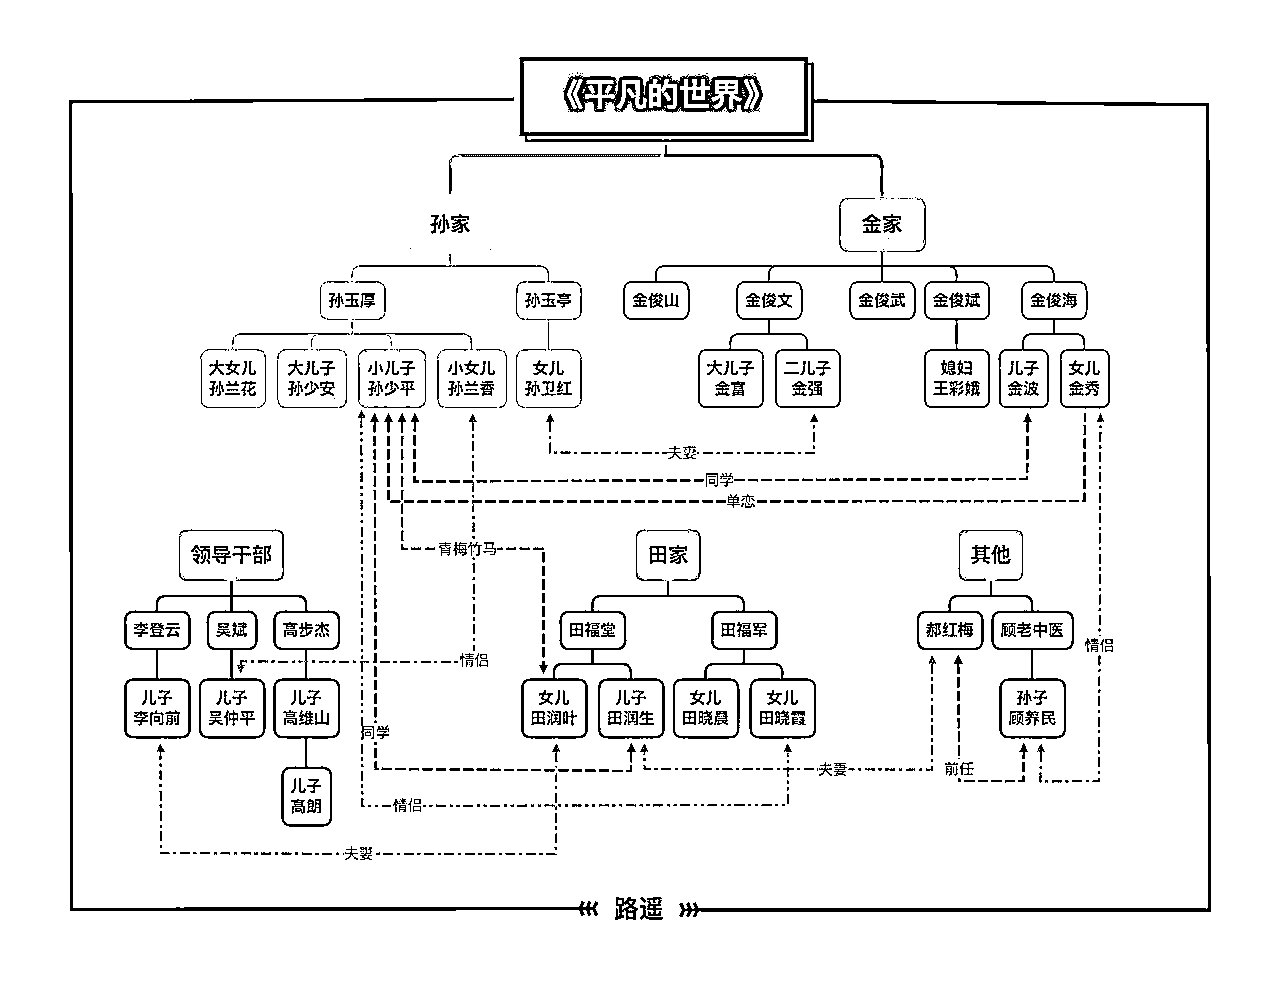 《平凡的世界》
孙家
金家
孙玉厚
孙玉亭
金俊山
金俊文
金俊武
金俊斌
金俊海
大女儿
孙兰花
大儿子
孙少安
小儿子
孙少平
小女儿
孙兰香
女儿
孙卫红
大儿子
金富
二儿子
金强
媳妇
王彩娥
儿子
金波
女儿
金秀
夫妻
同学
单恋
青梅竹马
领导干部
田家
其他
李登云
吴斌
高步杰
田福堂
田福军
郝红梅
顾老中医
情侣
情侣
儿子
李向前
儿子
吴仲平
儿子
高维山
女儿
田润叶
儿子
田润生
女儿
田晓晨
女儿
田晓霞
孙子
顾养民
同学
夫妻
前任
儿子
高朗
情侣
夫妻
路遥